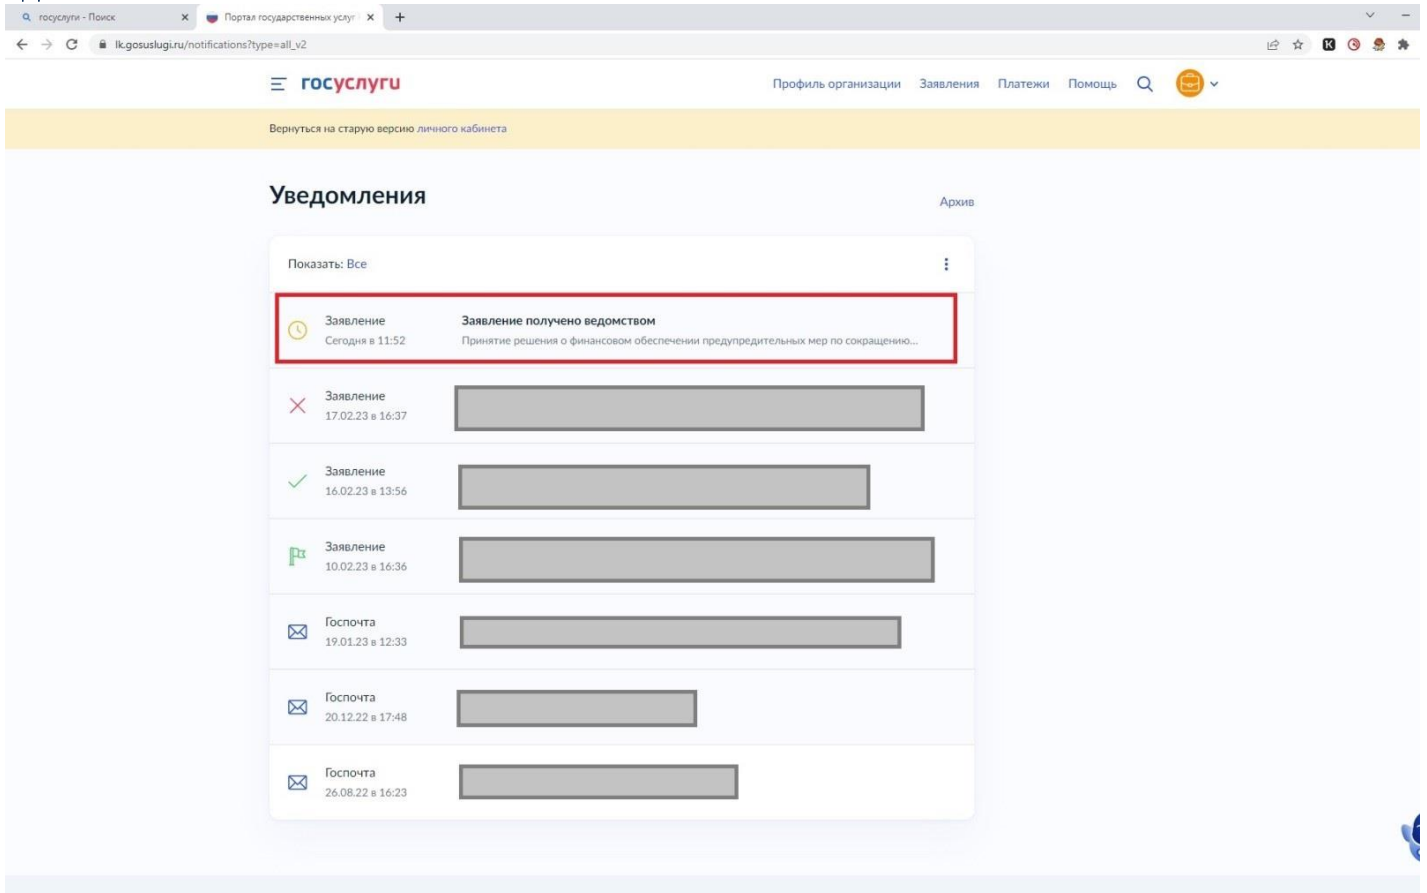 госуслуги - Поиск
Портал государственных услуг
lk.gosuslugi.ru/notifications?type=all_v2
госуслуги
Профиль организации Заявления Платежи Помощь
Вернуться на старую версию личного кабинета
Уведомления
Архив
Показать: Все
Заявление
Сегодня в 11:52
Заявление получено ведомством
Принятие решения о финансовом обеспечении предупредительных мер по сокращению...
Заявление
17.02.23 в 16:37
Заявление
16.02.23 в 13:56
Заявление
10.02.23 в 16:36
Госпочта
19.01.23 в 12:33
Госпочта
20.12.22 в 17:48
Госпочта
26.08.22 в 16:23